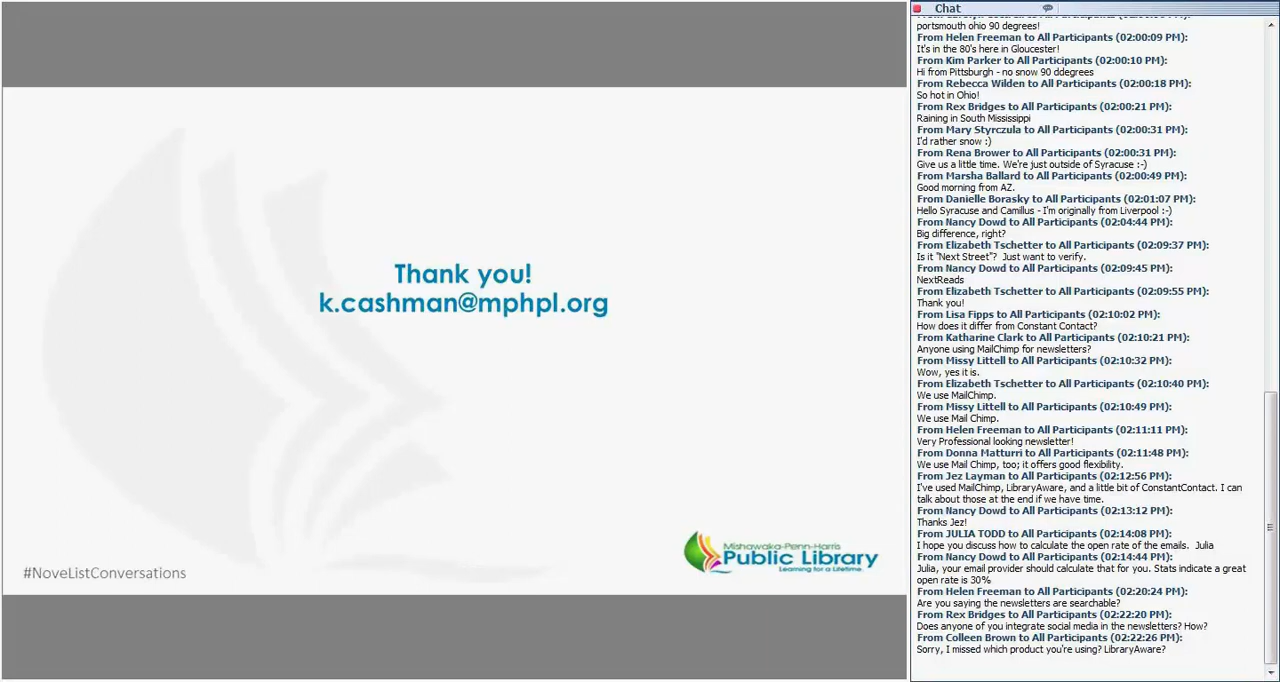 Thank you!
k.cashman@mphpl.org
#NoveListConversations
Mishawaka-Penn-Harris
Public Library
Learning for a Lifetime
Chat
portsmouth ohio 90 degrees!
From Helen Freeman to All Participants (02:00:09 PM):
It's in the 80's here in Gloucester!
From Kim Parker to All Participants (02:00:10 PM):
Hi from Pittsburgh - no snow 90 ddegrees
From Rebecca Wilden to All Participants (02:00:18 PM):
So hot in Ohio!
From Rex Bridges to All Participants (02:00:21 PM):
Raining in South Mississippi
From Mary Styrczula to All Participants (02:00:31 PM):
I'd rather snow :)
From Rena Brower to All Participants (02:00:31 PM):
Give us a little time. We're just outside of Syracuse :-)
From Marsha Ballard to All Participants (02:00:49 PM):
Good morning from AZ.
From Danielle Borasky to All Participants (02:01:07 PM):
Hello Syracuse and Camillus - I'm originally from Liverpool :-)
From Nancy Dowd to All Participants (02:04:44 PM):
Big difference, right?
From Elizabeth Tschetter to All Participants (02:09:37 PM):
Is it "Next Street"?  Just want to verify.
From Nancy Dowd to All Participants (02:09:45 PM):
NextReads
From Elizabeth Tschetter to All Participants (02:09:55 PM):
Thank you!
From Lisa Fipps to All Participants (02:10:02 PM):
How does it differ from Constant Contact?
From Katharine Clark to All Participants (02:10:21 PM):
Anyone using MailChimp for newsletters?
From Missy Littell to All Participants (02:10:32 PM):
Wow, yes it is.
From Elizabeth Tschetter to All Participants (02:10:40 PM):
We use MailChimp.
From Missy Littell to All Participants (02:10:49 PM):
We use Mail Chimp.
From Helen Freeman to All Participants (02:11:11 PM):
Very Professional looking newsletter!
From Donna Matturri to All Participants (02:11:48 PM):
We use Mail Chimp, too; it offers good flexibility.
From Jez Layman to All Participants (02:12:56 PM):
I've used MailChimp, LibraryAware, and a little bit of ConstantContact. I can
talk about those at the end if we have time.
From Nancy Dowd to All Participants (02:13:12 PM):
Thanks Jez!
From JULIA TODD to All Participants (02:14:08 PM):
I hope you discuss how to calculate the open rate of the emails.  Julia
From Nancy Dowd to All Participants (02:14:44 PM):
Julia, your email provider should calculate that for you. Stats indicate a great
open rate is 30%
From Helen Freeman to All Participants (02:20:24 PM):
Are you saying the newsletters are searchable?
From Rex Bridges to All Participants (02:22:20 PM):
Does anyone of you integrate social media in the newsletters? How?
From Colleen Brown to All Participants (02:22:26 PM):
Sorry, I missed which product you're using? LibraryAware?